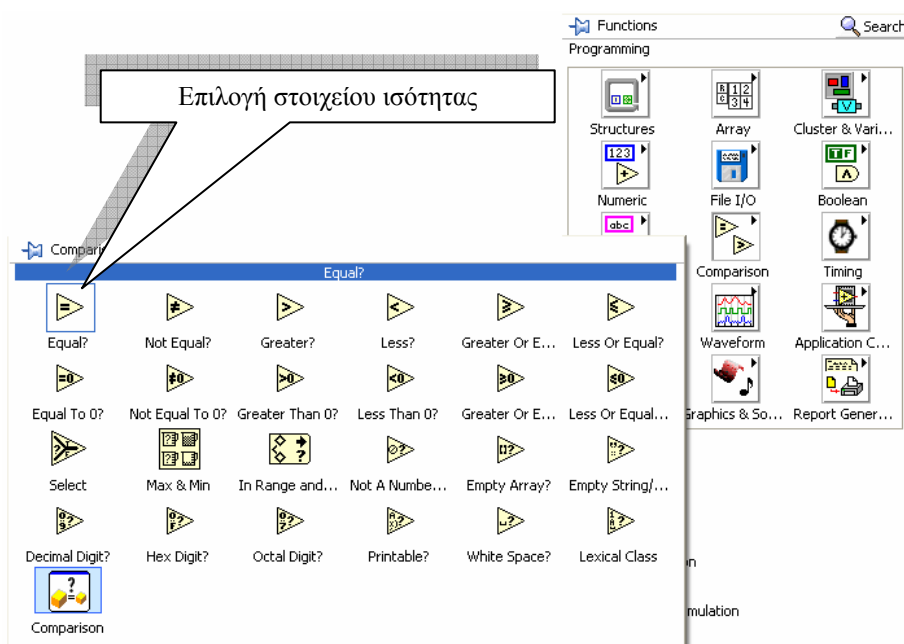 Functions
Search
Programming
Επιλογή στοιχείου ισότητας
Structures
Array
Cluster & Vari...
Numeric
File I/O
Boolean
Comparison
Timing
Waveform
Application C...
Graphics & So...
Report Gener...
Equal?
Equal?
Not Equal?
Greater?
Less?
Greater Or E...
Less Or Equal?
Equal To 0?
Not Equal To 0?
Greater Than 0?
Less Than 0?
Greater Or E...
Less Or Equal...
Select
Max & Min
In Range and...
Not A Numbe...
Empty Array?
Empty String/...
Decimal Digit?
Hex Digit?
Octal Digit?
Printable?
White Space?
Lexical Class
Comparison